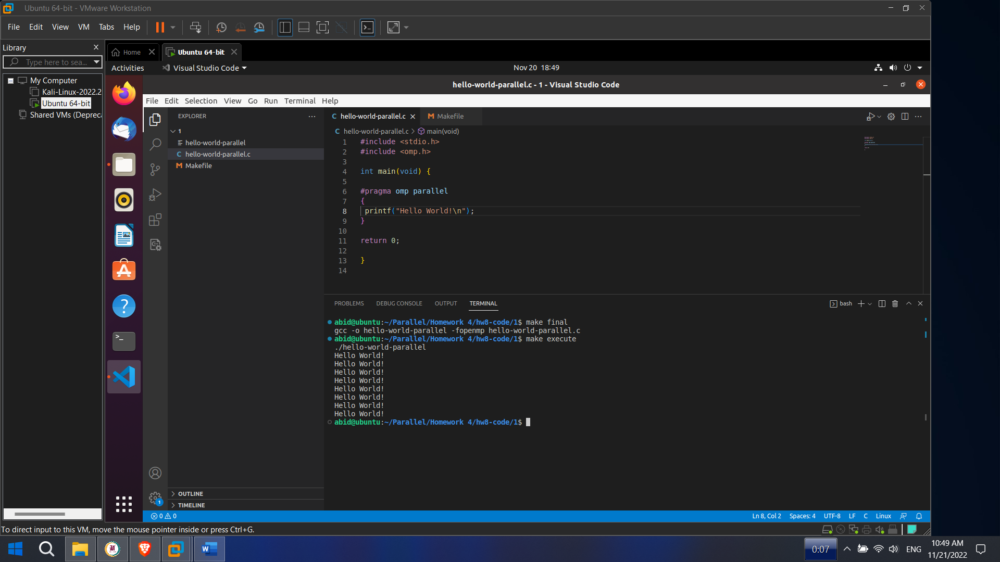 Ubuntu 64-bit - VMware Workstation
File Edit View VM Tabs Help
Library
Type here to sea...
My Computer
Kali-Linux-2022.2
Ubuntu 64-bit
Shared VMs (Depreca
Home
Ubuntu 64-bit
Activities
Visual Studio Code
Nov 20 18:49
hello-world-parallel.c - 1 - Visual Studio Code
File Edit Selection View Go Run Terminal Help
EXPLORER
1
hello-world-parallel
C hello-world-parallel.c
M Makefile
OUTLINE
TIMELINE
C hello-world-parallel.c
M Makefile
C hello-world-parallel.c > main(void)
1 #include <stdio.h>
2 #include <omp.h>
3
4 int main(void) {
5
6 #pragma omp parallel
7 {
8 printf("Hello World!\n");
9 }
10
11 return 0;
12
13 }
14
PROBLEMS DEBUG CONSOLE OUTPUT TERMINAL
bash
abid@ubuntu:~/Parallel/Homework 4/hw8-code/1$ make final
gcc -o hello-world-parallel -fopenmp hello-world-parallel.c
abid@ubuntu:~/Parallel/Homework 4/hw8-code/1$ make execute
./hello-world-parallel
Hello World!
Hello World!
Hello World!
Hello World!
Hello World!
Hello World!
Hello World!
Hello World!
abid@ubuntu:~/Parallel/Homework 4/hw8-code/1$
1
0 0
Ln 8, Col 2 Spaces: 4 UTF-8 LF C Linux
To direct input to this VM, move the mouse pointer inside or press Ctrl+G.
0:07
ENG
10:49 AM
11/21/2022